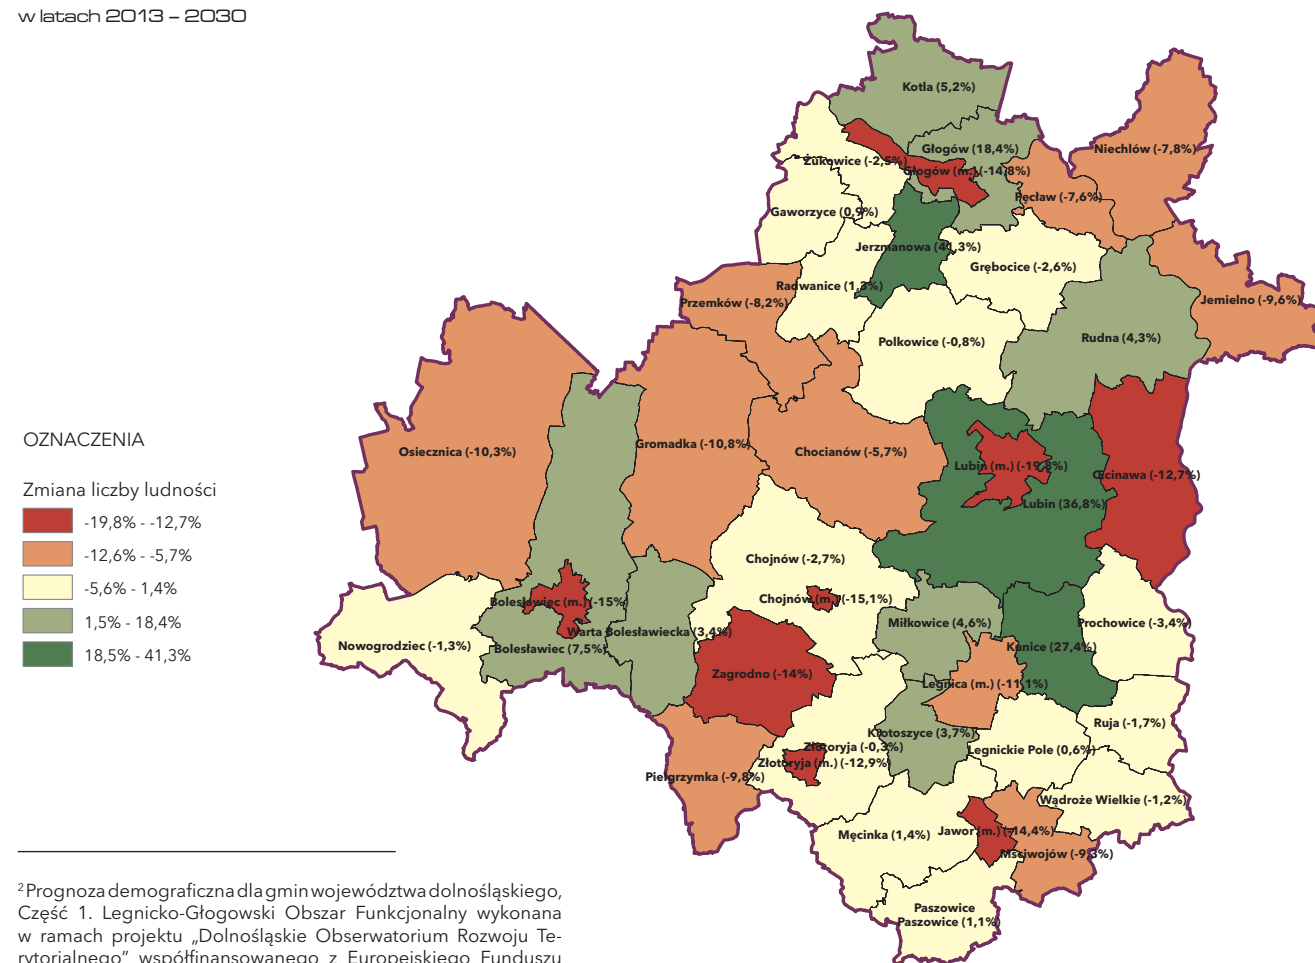 w latach 2013 – 2030
Kotla (5,2%)
Głogów (18,4%)
Niechlów (-7,8%)
Żukowice (-2,5%)
Głogów (m.) (-14,8%)
Pęcław (-7,6%)
Gaworzyce (0,9%)
Jerzmanowa (41,3%)
Grębocice (-2,6%)
Radwanice (1,3%)
Przemków (-8,2%)
Jemielno (-9,6%)
Polkowice (-0,8%)
Rudna (4,3%)
OZNACZENIA
Zmiana liczby ludności
-19,8% - -12,7%
-12,6% - -5,7%
-5,6% - 1,4%
1,5% - 18,4%
18,5% - 41,3%
Osiecznica (-10,3%)
Gromadka (-10,8%)
Chocianów (-5,7%)
Lubin (m.) (-19,8%)
Œcinawa (-12,7%)
Lubin (36,8%)
Chojnów (-2,7%)
Chojnów (m.) (-15,1%)
Bolesławiec (m.) (-15%)
Warta Bolesławiecka (3,4%)
Miłkowice (4,6%)
Prochowice (-3,4%)
Nowogrodziec (-1,3%)
Bolesławiec (7,5%)
Kunice (27,4%)
Zagrodno (-14%)
Legnica (m.) (-11,1%)
Ruja (-1,7%)
Krotoszyce (3,7%)
Złotoryja (-0,3%)
Legnickie Pole (0,6%)
Złotoryja (m.) (-12,9%)
Pielgrzymka (-9,8%)
Wądroże Wielkie (-1,2%)
Męcinka (1,4%)
Jawor (m.) (-14,4%)
Mściwojów (-9,3%)
Paszowice
Paszowice (1,1%)
² Prognoza demograficzna dla gmin województwa dolnośląskiego,
Część 1. Legnicko-Głogowski Obszar Funkcjonalny wykonana
w ramach projektu „Dolnośląskie Obserwatorium Rozwoju Te-
rytorialnego” współfinansowanego z Europejskiego Funduszu